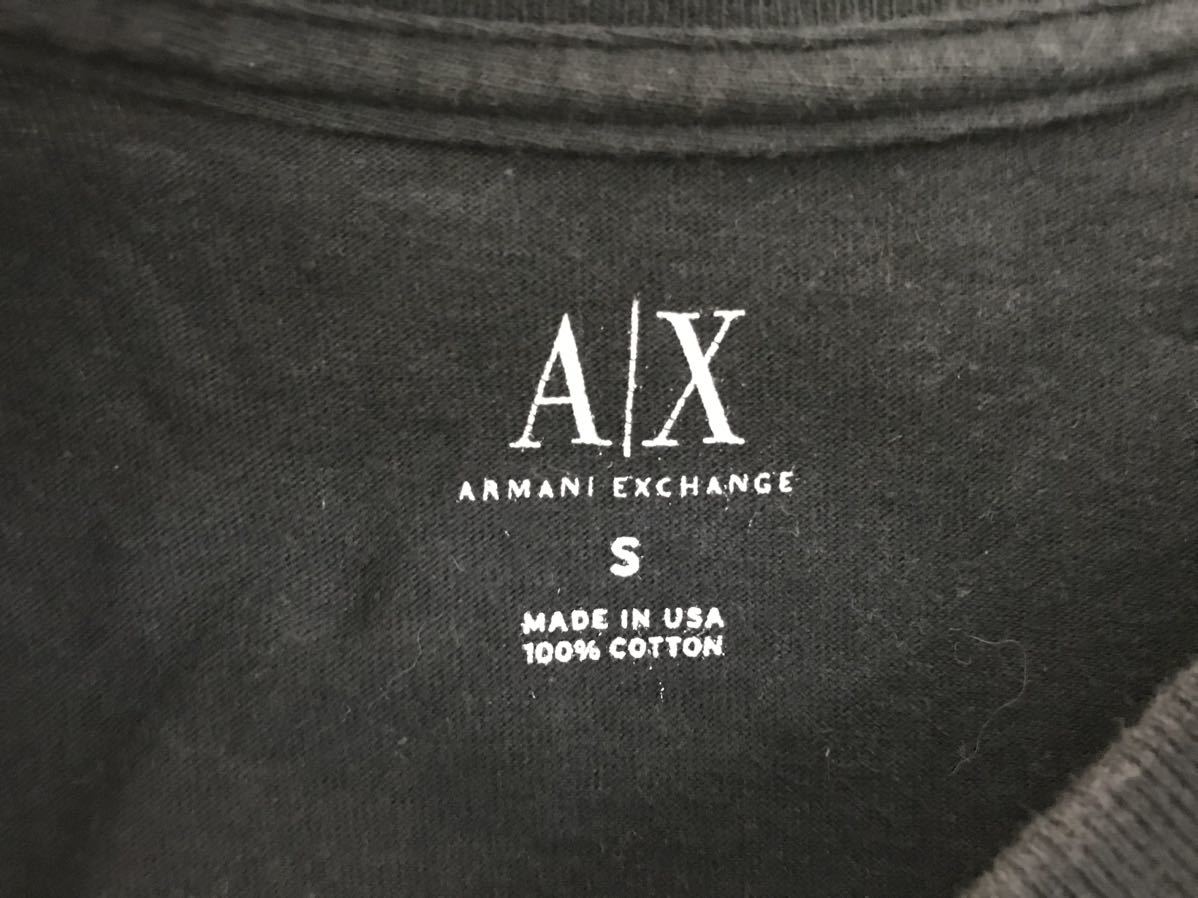 A|X
ARMANI EXCHANGE
S
MADE IN USA
100% COTTON